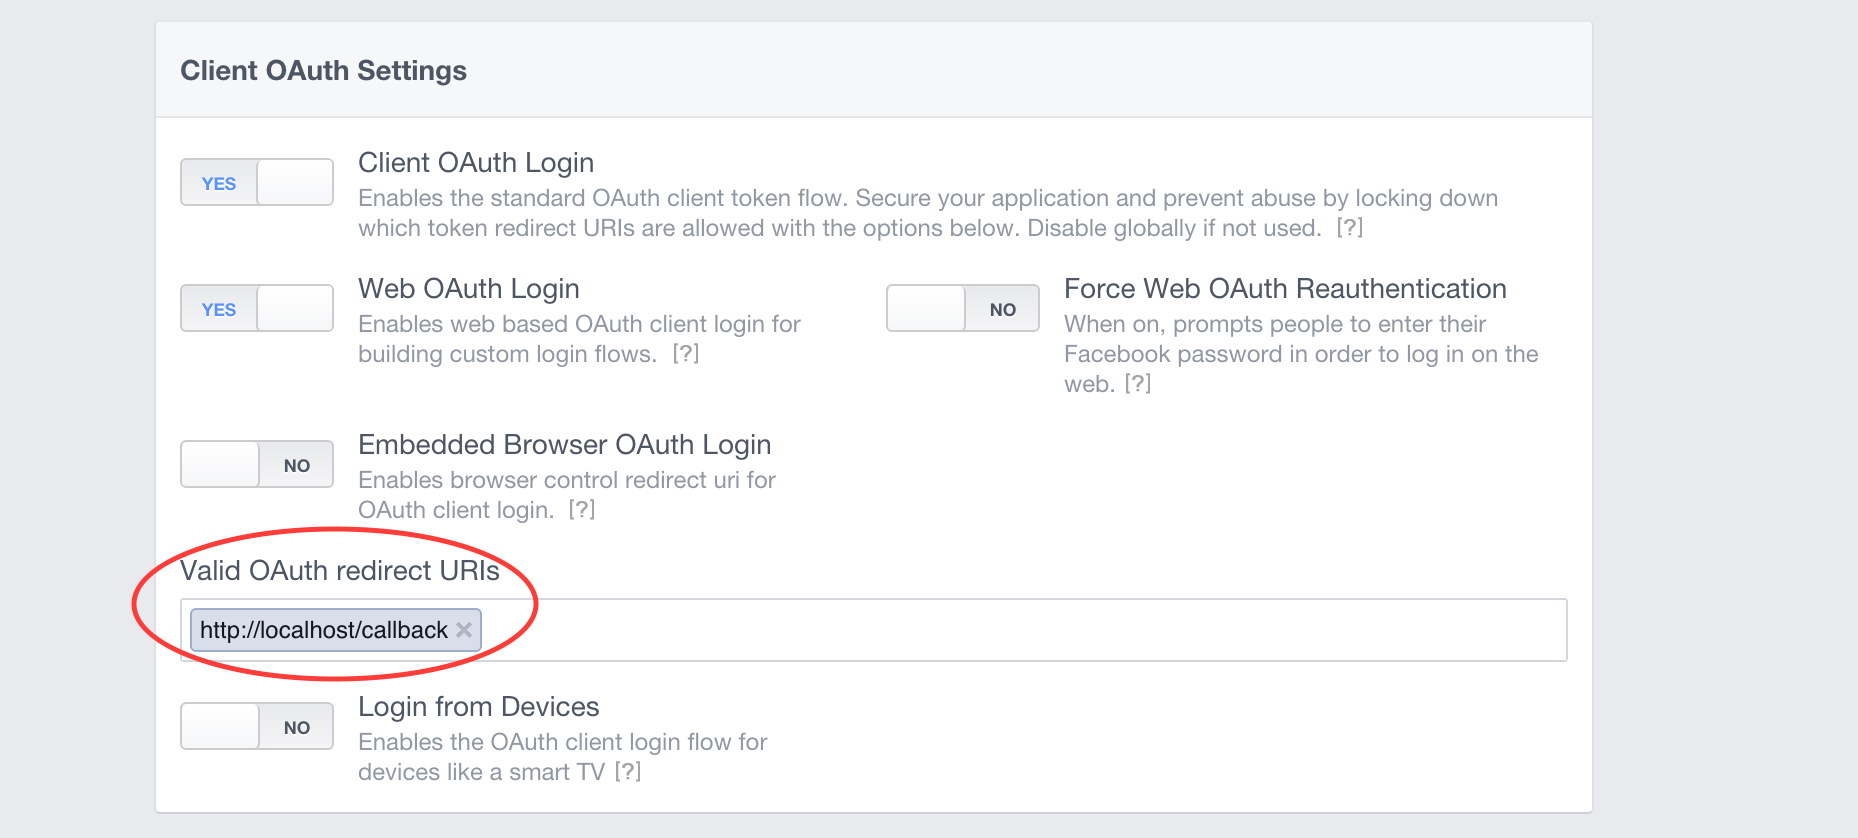 Client OAuth Settings
YES
Client OAuth Login
Enables the standard OAuth client token flow. Secure your application and prevent abuse by locking down
which token redirect URIs are allowed with the options below. Disable globally if not used. [?]
YES
Web OAuth Login
Enables web based OAuth client login for
building custom login flows. [?]
NO
Force Web OAuth Reauthentication
When on, prompts people to enter their
Facebook password in order to log in on the
web. [?]
NO
Embedded Browser OAuth Login
Enables browser control redirect uri for
OAuth client login. [?]
Valid OAuth redirect URIs
http://localhost/callback ×
NO
Login from Devices
Enables the OAuth client login flow for
devices like a smart TV [?]